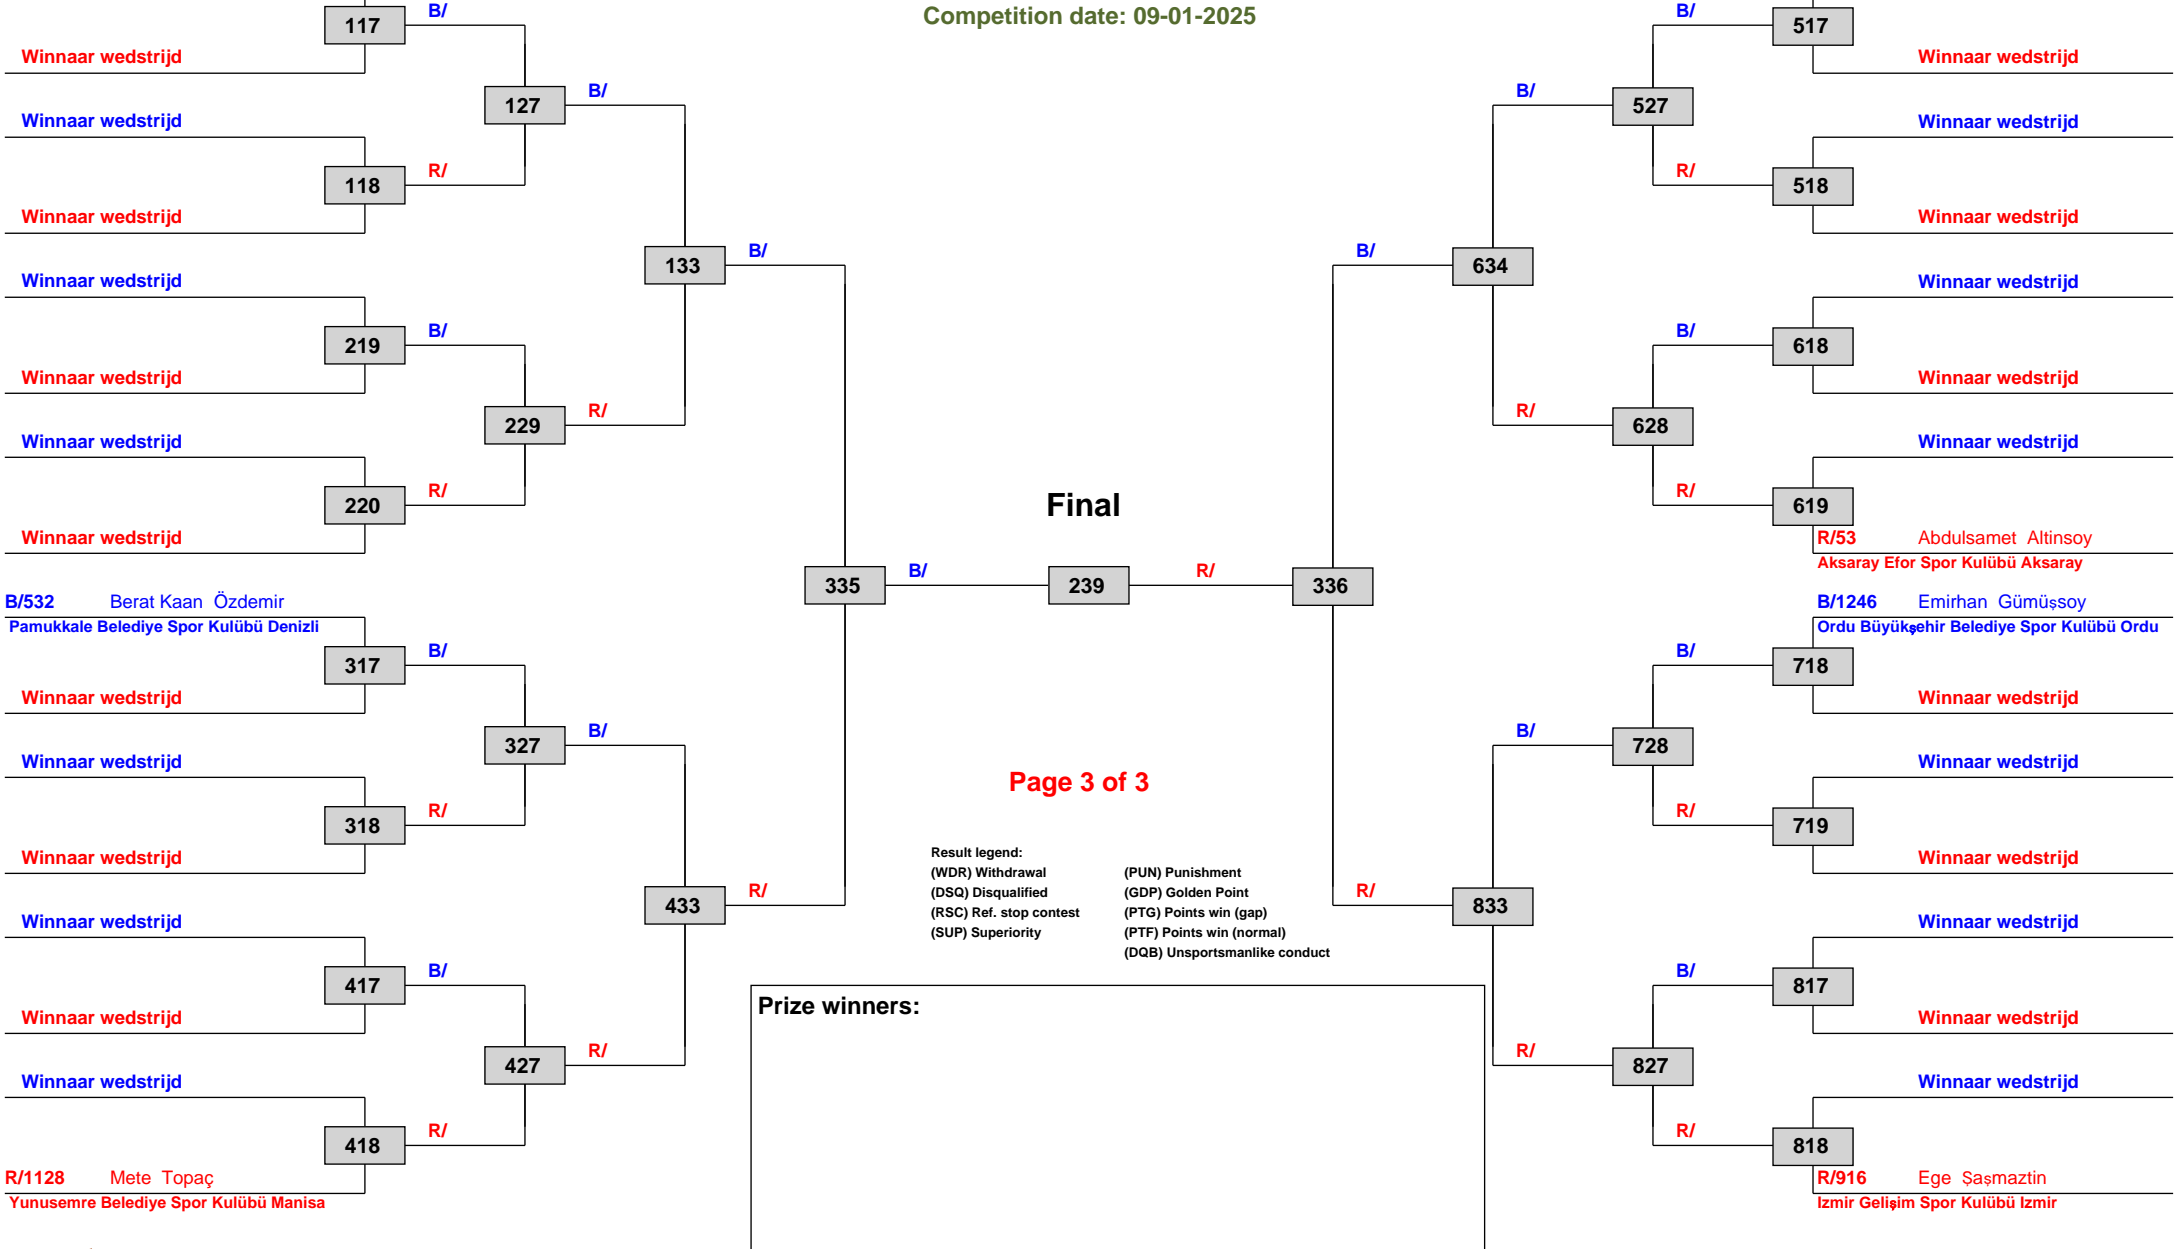 Competition date: 09-01-2025
B/
117
Winnaar wedstrijd
127
B/
Winnaar wedstrijd
118
R/
Winnaar wedstrijd
133
B/
Winnaar wedstrijd
219
B/
Winnaar wedstrijd
229
R/
Winnaar wedstrijd
220
R/
Winnaar wedstrijd
335
B/
B/532 Berat Kaan Özdemir
Pamukkale Belediye Spor Kulübü Denizli
317
B/
Winnaar wedstrijd
327
B/
Winnaar wedstrijd
318
R/
Winnaar wedstrijd
433
R/
Winnaar wedstrijd
417
B/
Winnaar wedstrijd
427
R/
Winnaar wedstrijd
418
R/
R/1128 Mete Topaç
Yunusemre Belediye Spor Kulübü Manisa
Final
239
R/
336
Page 3 of 3
Result legend:
(WDR) Withdrawal (PUN) Punishment
(DSQ) Disqualified (GDP) Golden Point
(RSC) Ref. stop contest (PTG) Points win (gap)
(SUP) Superiority (PTF) Points win (normal)
(DQB) Unsportsmanlike conduct
Prize winners:
B/
517
Winnaar wedstrijd
B/
527
Winnaar wedstrijd
R/
518
Winnaar wedstrijd
B/
634
Winnaar wedstrijd
B/
618
Winnaar wedstrijd
R/
628
Winnaar wedstrijd
R/
619
R/53 Abdulsamet Altinsoy
Aksaray Efor Spor Kulübü Aksaray
B/1246 Emirhan Gümüşsoy
Ordu Büyükşehir Belediye Spor Kulübü Ordu
B/
718
Winnaar wedstrijd
B/
728
Winnaar wedstrijd
R/
719
Winnaar wedstrijd
R/
833
Winnaar wedstrijd
B/
817
Winnaar wedstrijd
R/
827
Winnaar wedstrijd
R/
818
R/916 Ege Şaşmaztin
Izmir Gelişim Spor Kulübü Izmir